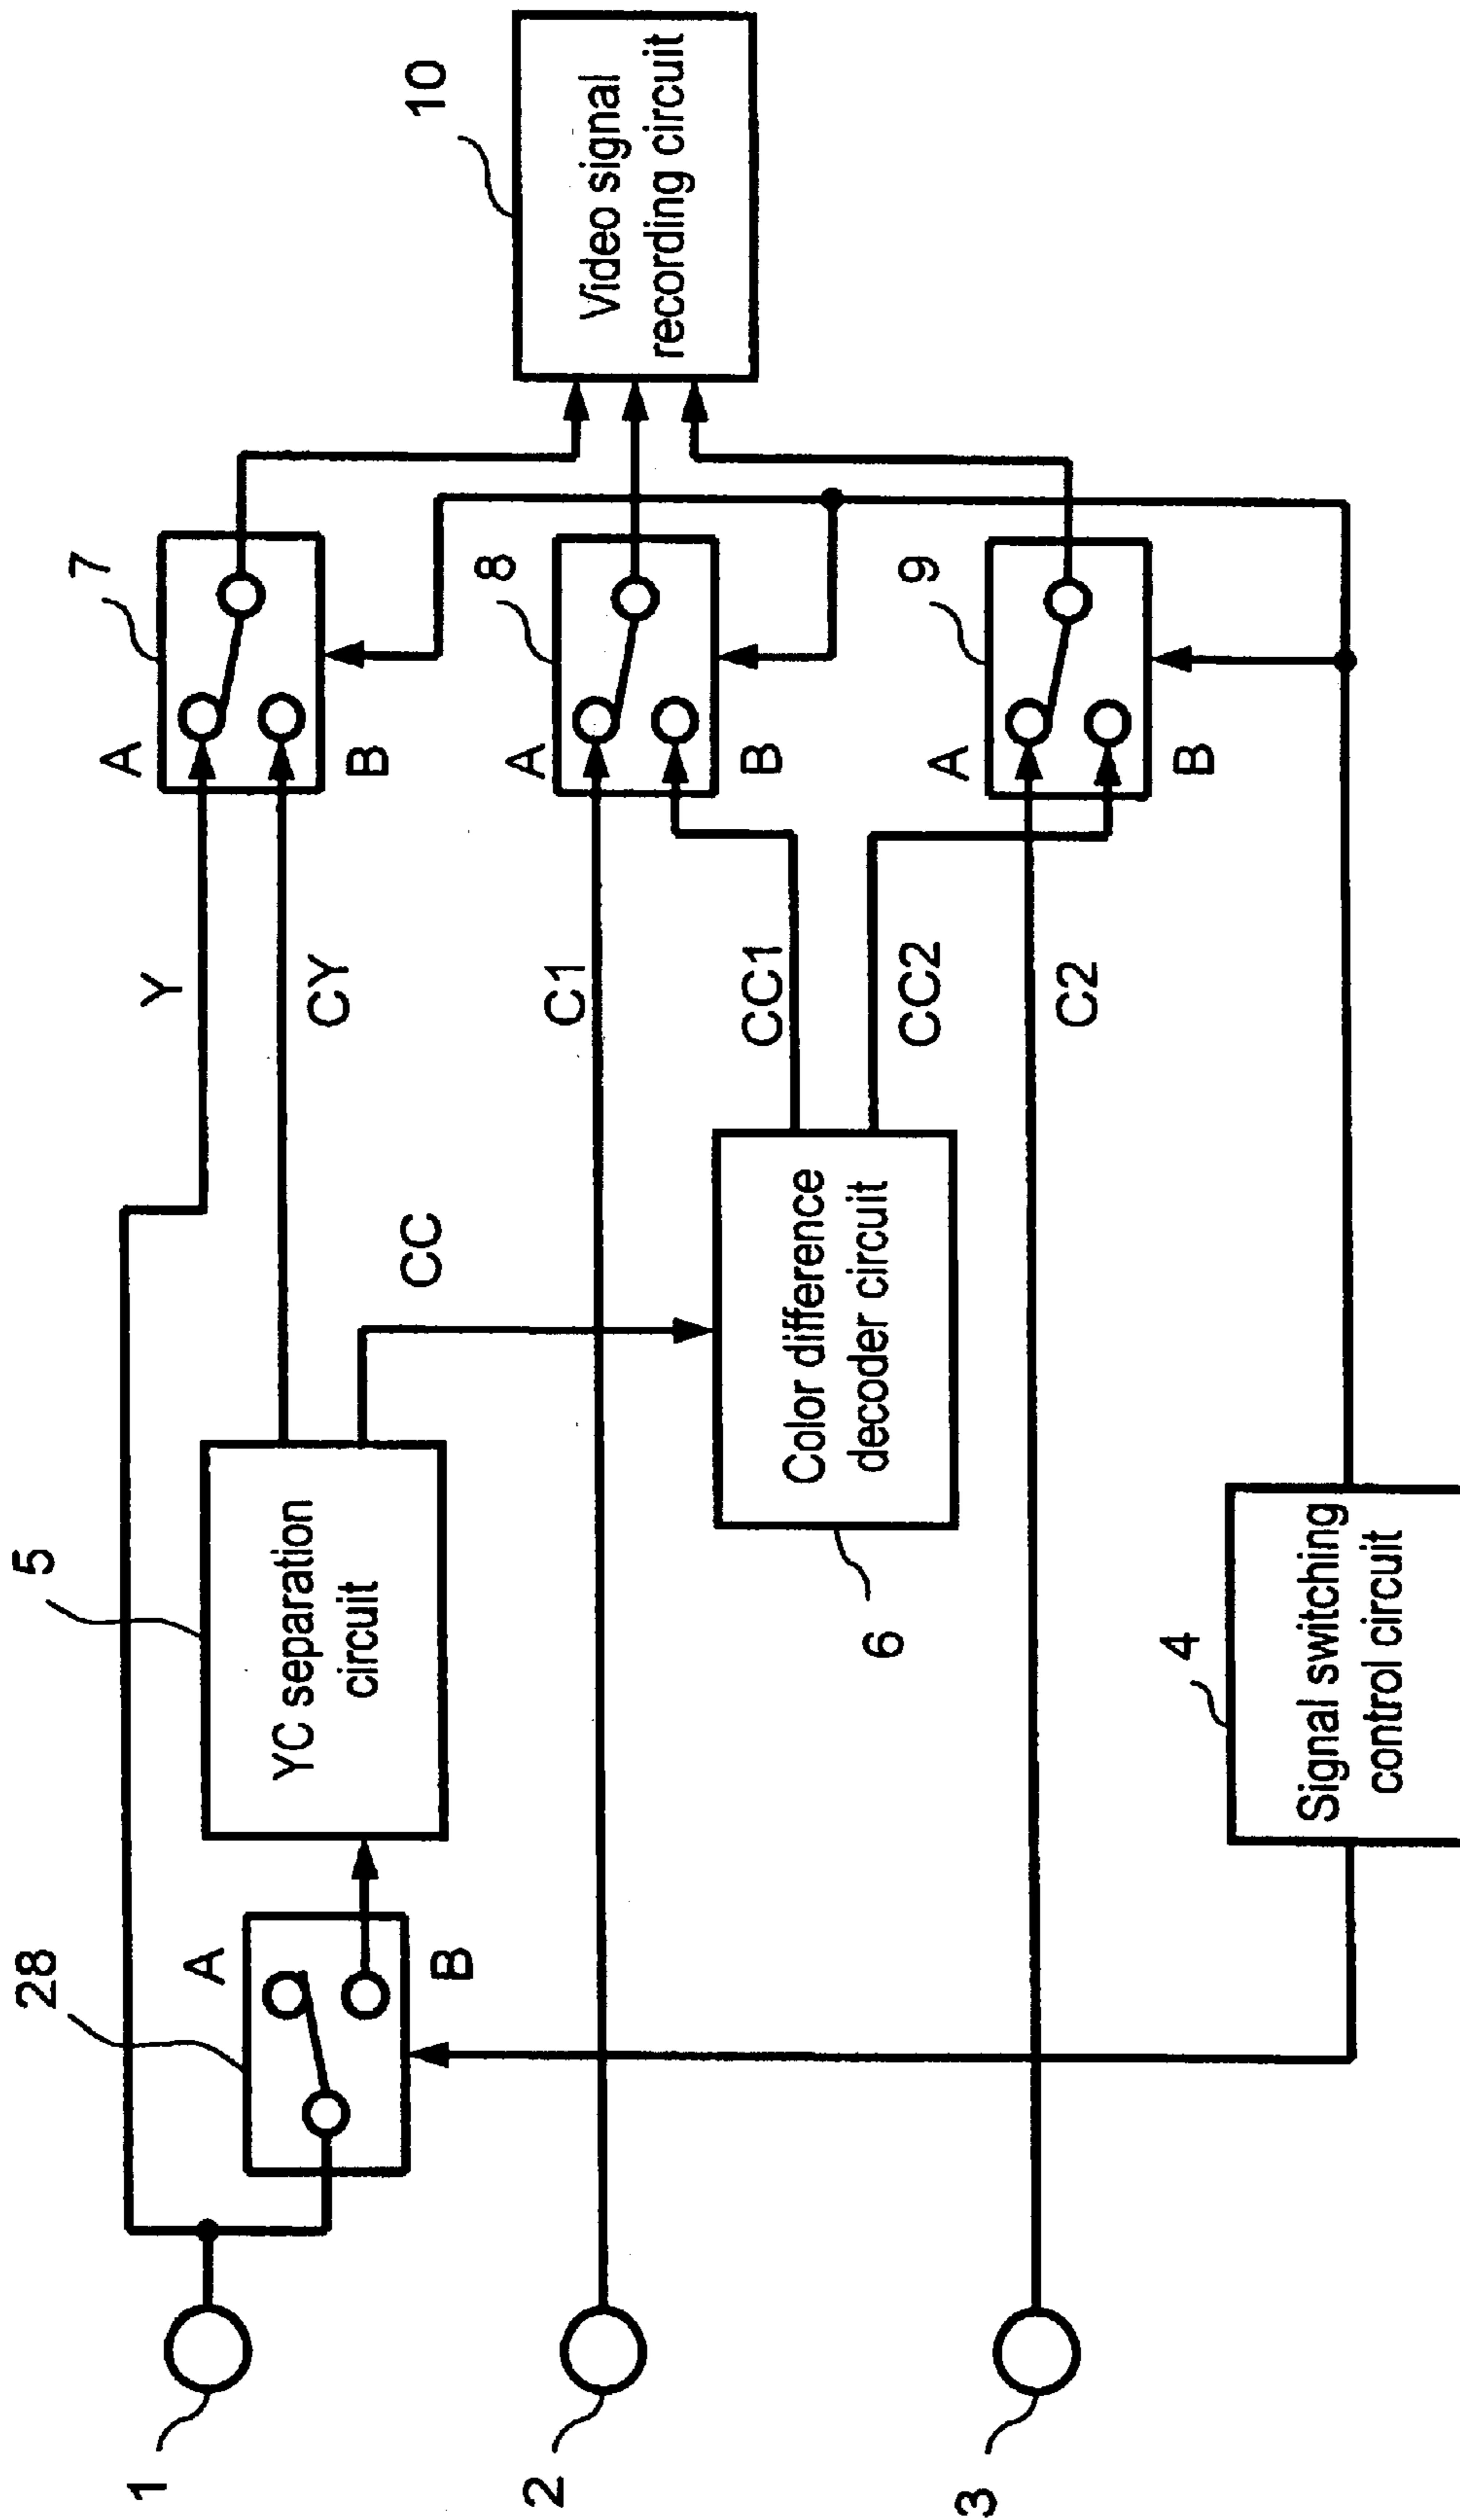 1
2
3
28
A
B
5
YC separation
circuit
4
Signal switching
control circuit
6
Color difference
decoder circuit
CC
Y
CY
C1
CC1
CC2
C2
7
A
B
8
A
B
9
A
B
10
Video signal
recording circuit